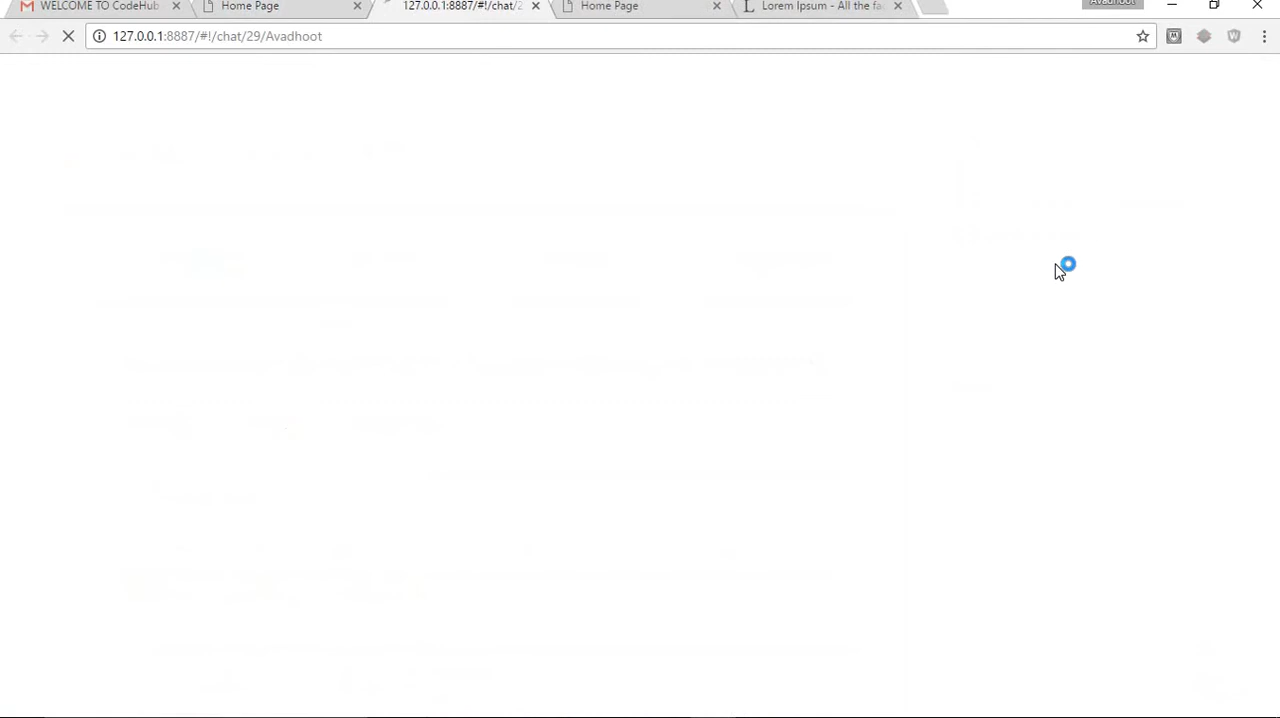 WELCOME TO CodeHub
Home Page
127.0.0.1:8887/#!/chat/2
Home Page
Lorem Ipsum - All the fa
Avadhoot
127.0.0.1:8887/#!/chat/29/Avadhoot